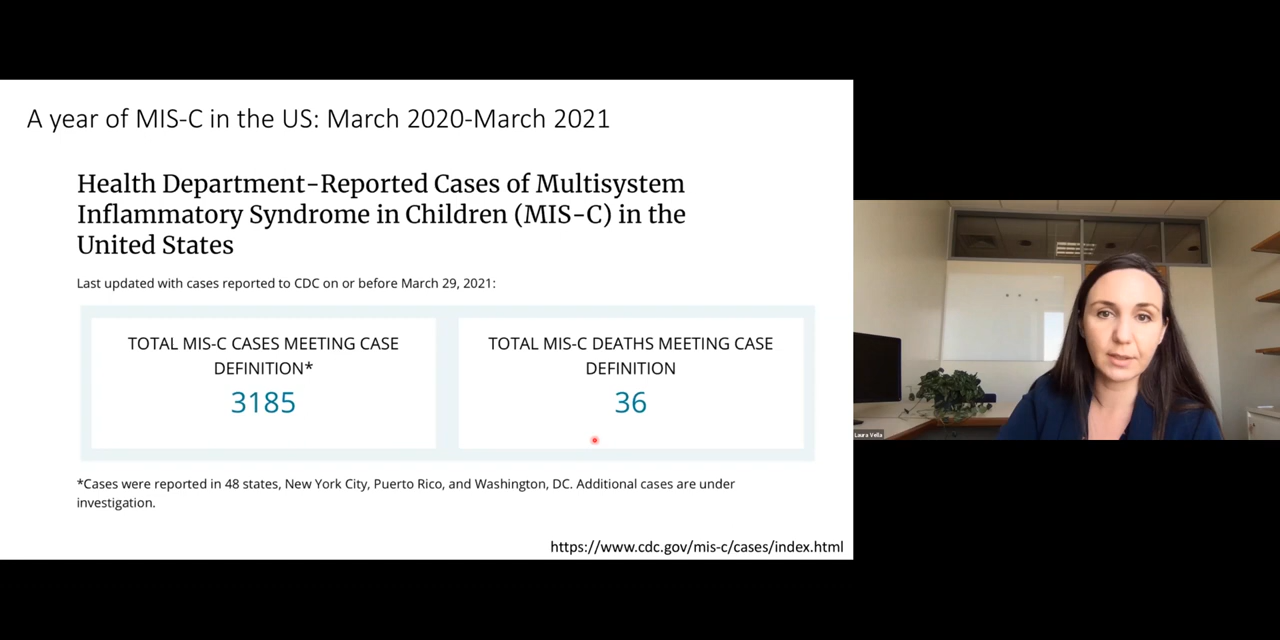 A year of MIS-C in the US: March 2020-March 2021
Health Department-Reported Cases of Multisystem
Inflammatory Syndrome in Children (MIS-C) in the
United States
Last updated with cases reported to CDC on or before March 29, 2021:
TOTAL MIS-C CASES MEETING CASE
DEFINITION*
3185
TOTAL MIS-C DEATHS MEETING CASE
DEFINITION
36
*Cases were reported in 48 states, New York City, Puerto Rico, and Washington, DC. Additional cases are under
investigation.
https://www.cdc.gov/mis-c/cases/index.html
Laura Vella